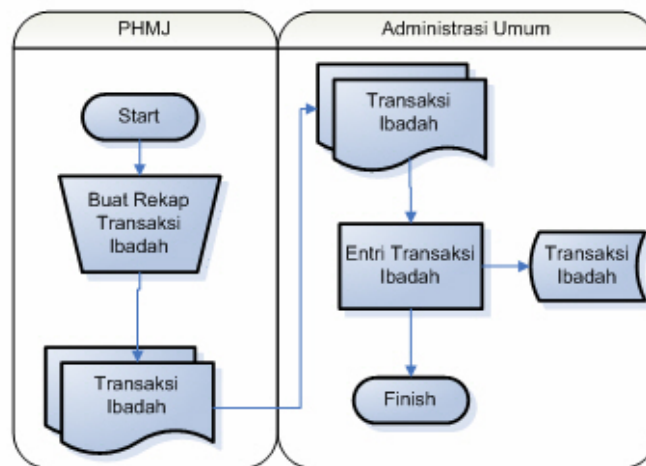 PHMJ
Administrasi Umum
Start
Buat Rekap
Transaksi
Ibadah
Transaksi
Ibadah
Transaksi
Ibadah
Entri Transaksi
Ibadah
Transaksi
Ibadah
Finish